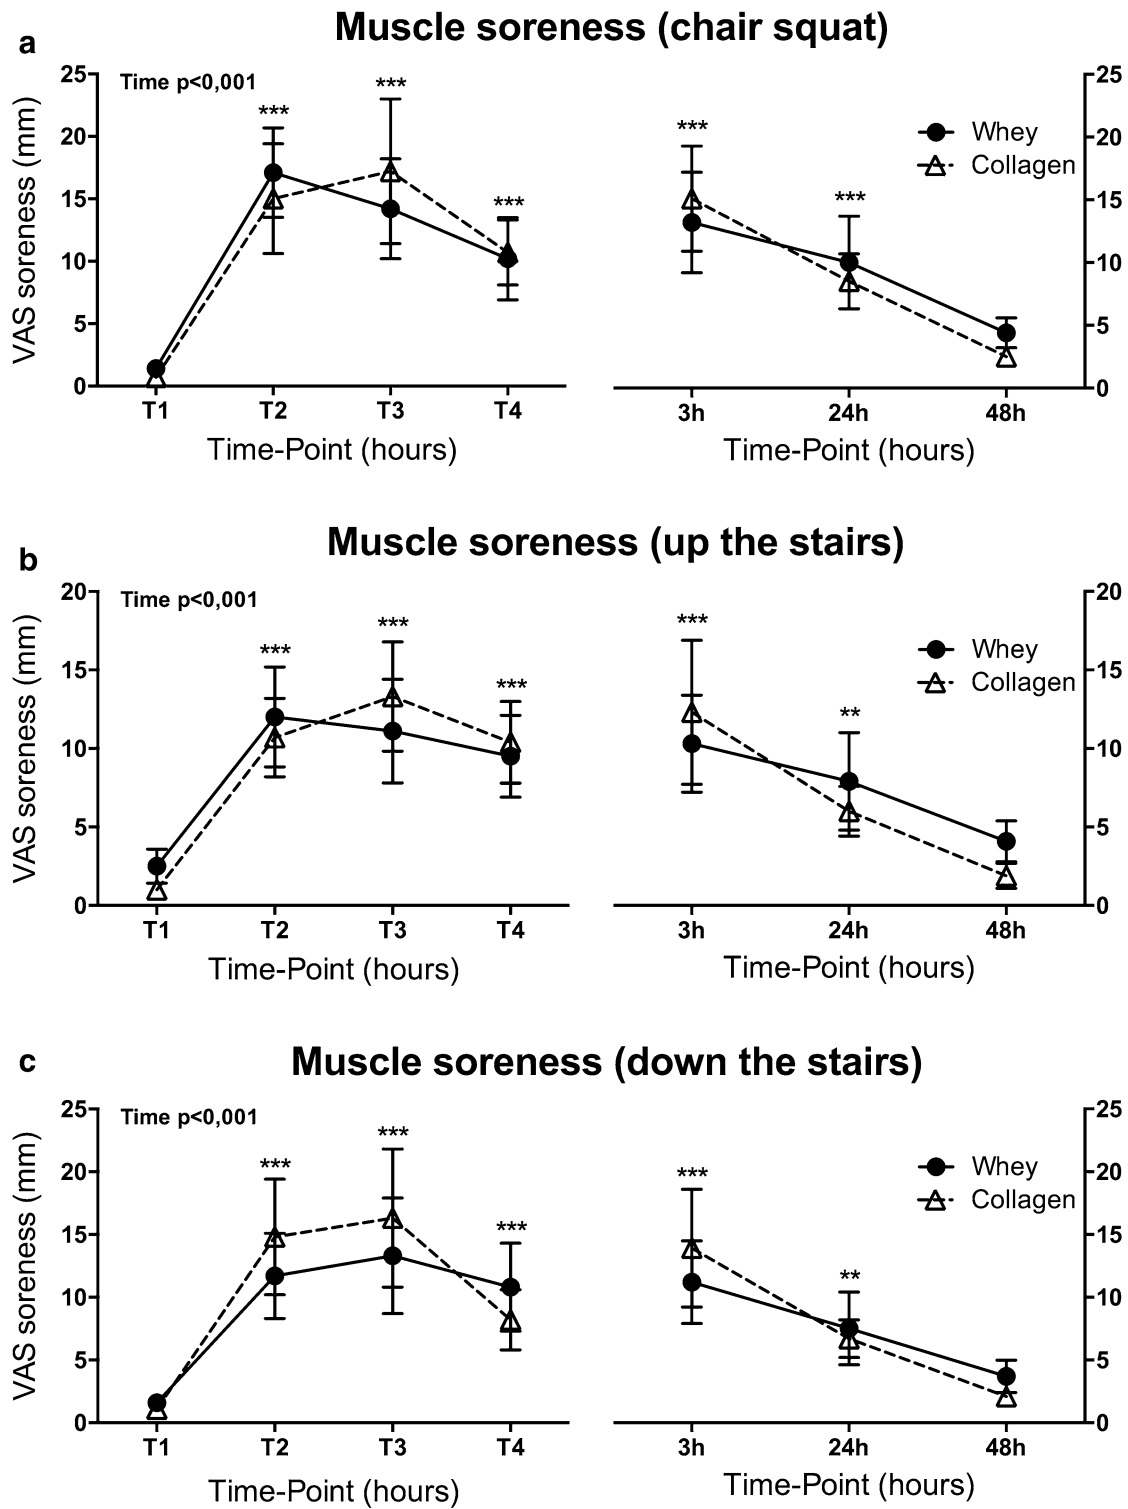 a
Muscle soreness (chair squat)
Time p<0,001
VAS soreness (mm)
25
20
15
10
5
0
***
***
***
T1 T2 T3 T4
Time-Point (hours)
***
***
Whey
Collagen
25
20
15
10
5
0
3h 24h 48h
Time-Point (hours)
b
Muscle soreness (up the stairs)
Time p<0,001
VAS soreness (mm)
20
15
10
5
0
***
***
***
T1 T2 T3 T4
Time-Point (hours)
***
**
Whey
Collagen
20
15
10
5
0
3h 24h 48h
Time-Point (hours)
c
Muscle soreness (down the stairs)
Time p<0,001
VAS soreness (mm)
25
20
15
10
5
0
***
***
***
T1 T2 T3 T4
Time-Point (hours)
***
**
Whey
Collagen
25
20
15
10
5
0
3h 24h 48h
Time-Point (hours)